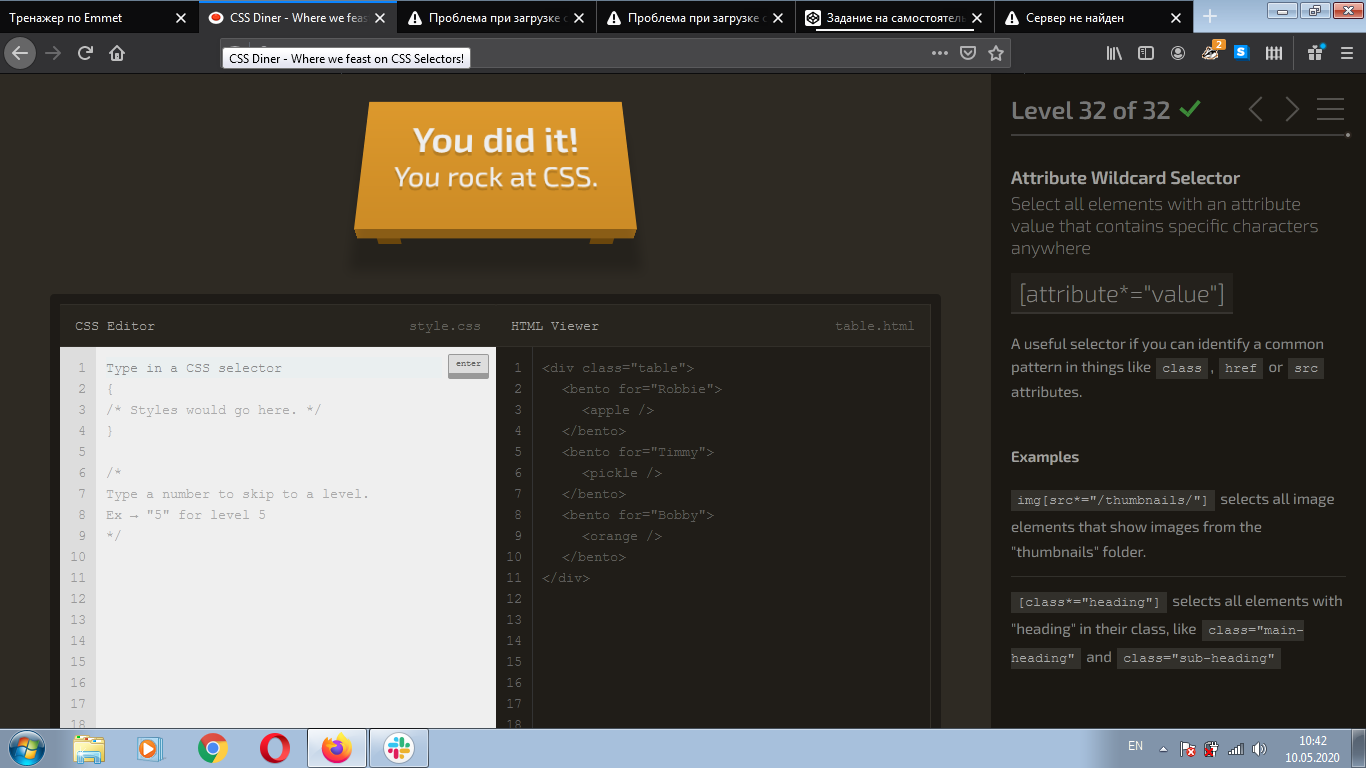 Тренажер по Emmet
CSS Diner - Where we feas
Проблема при загрузке с
Проблема при загрузке с
Задание на самостоятель
Сервер не найден
2
CSS Diner - Where we feast on CSS Selectors!
You did it!
You rock at CSS.
CSS Editor
style.css
HTML Viewer
table.html
enter
1 Type in a CSS selector
2 {
3 /* Styles would go here. */
4 }
5
6 /*
7 Type a number to skip to a level.
8 Ex → "5" for level 5
9 */
10
11
12
13
14
15
16
17
18
1 <div class="table">
2 <bento for="Robbie">
3 <apple />
4 </bento>
5 <bento for="Timmy">
6 <pickle />
7 </bento>
8 <bento for="Bobby">
9 <orange />
10 </bento>
11 </div>
12
13
14
15
16
17
18
Level 32 of 32
Attribute Wildcard Selector
Select all elements with an attribute
value that contains specific characters
anywhere
[attribute*="value"]
A useful selector if you can identify a common
pattern in things like class , href or src
attributes.
Examples
img[src*="/thumbnails/"] selects all image
elements that show images from the
"thumbnails" folder.
[class*="heading"] selects all elements with
"heading" in their class, like class="main-
heading" and class="sub-heading"
EN
10:42
10.05.2020